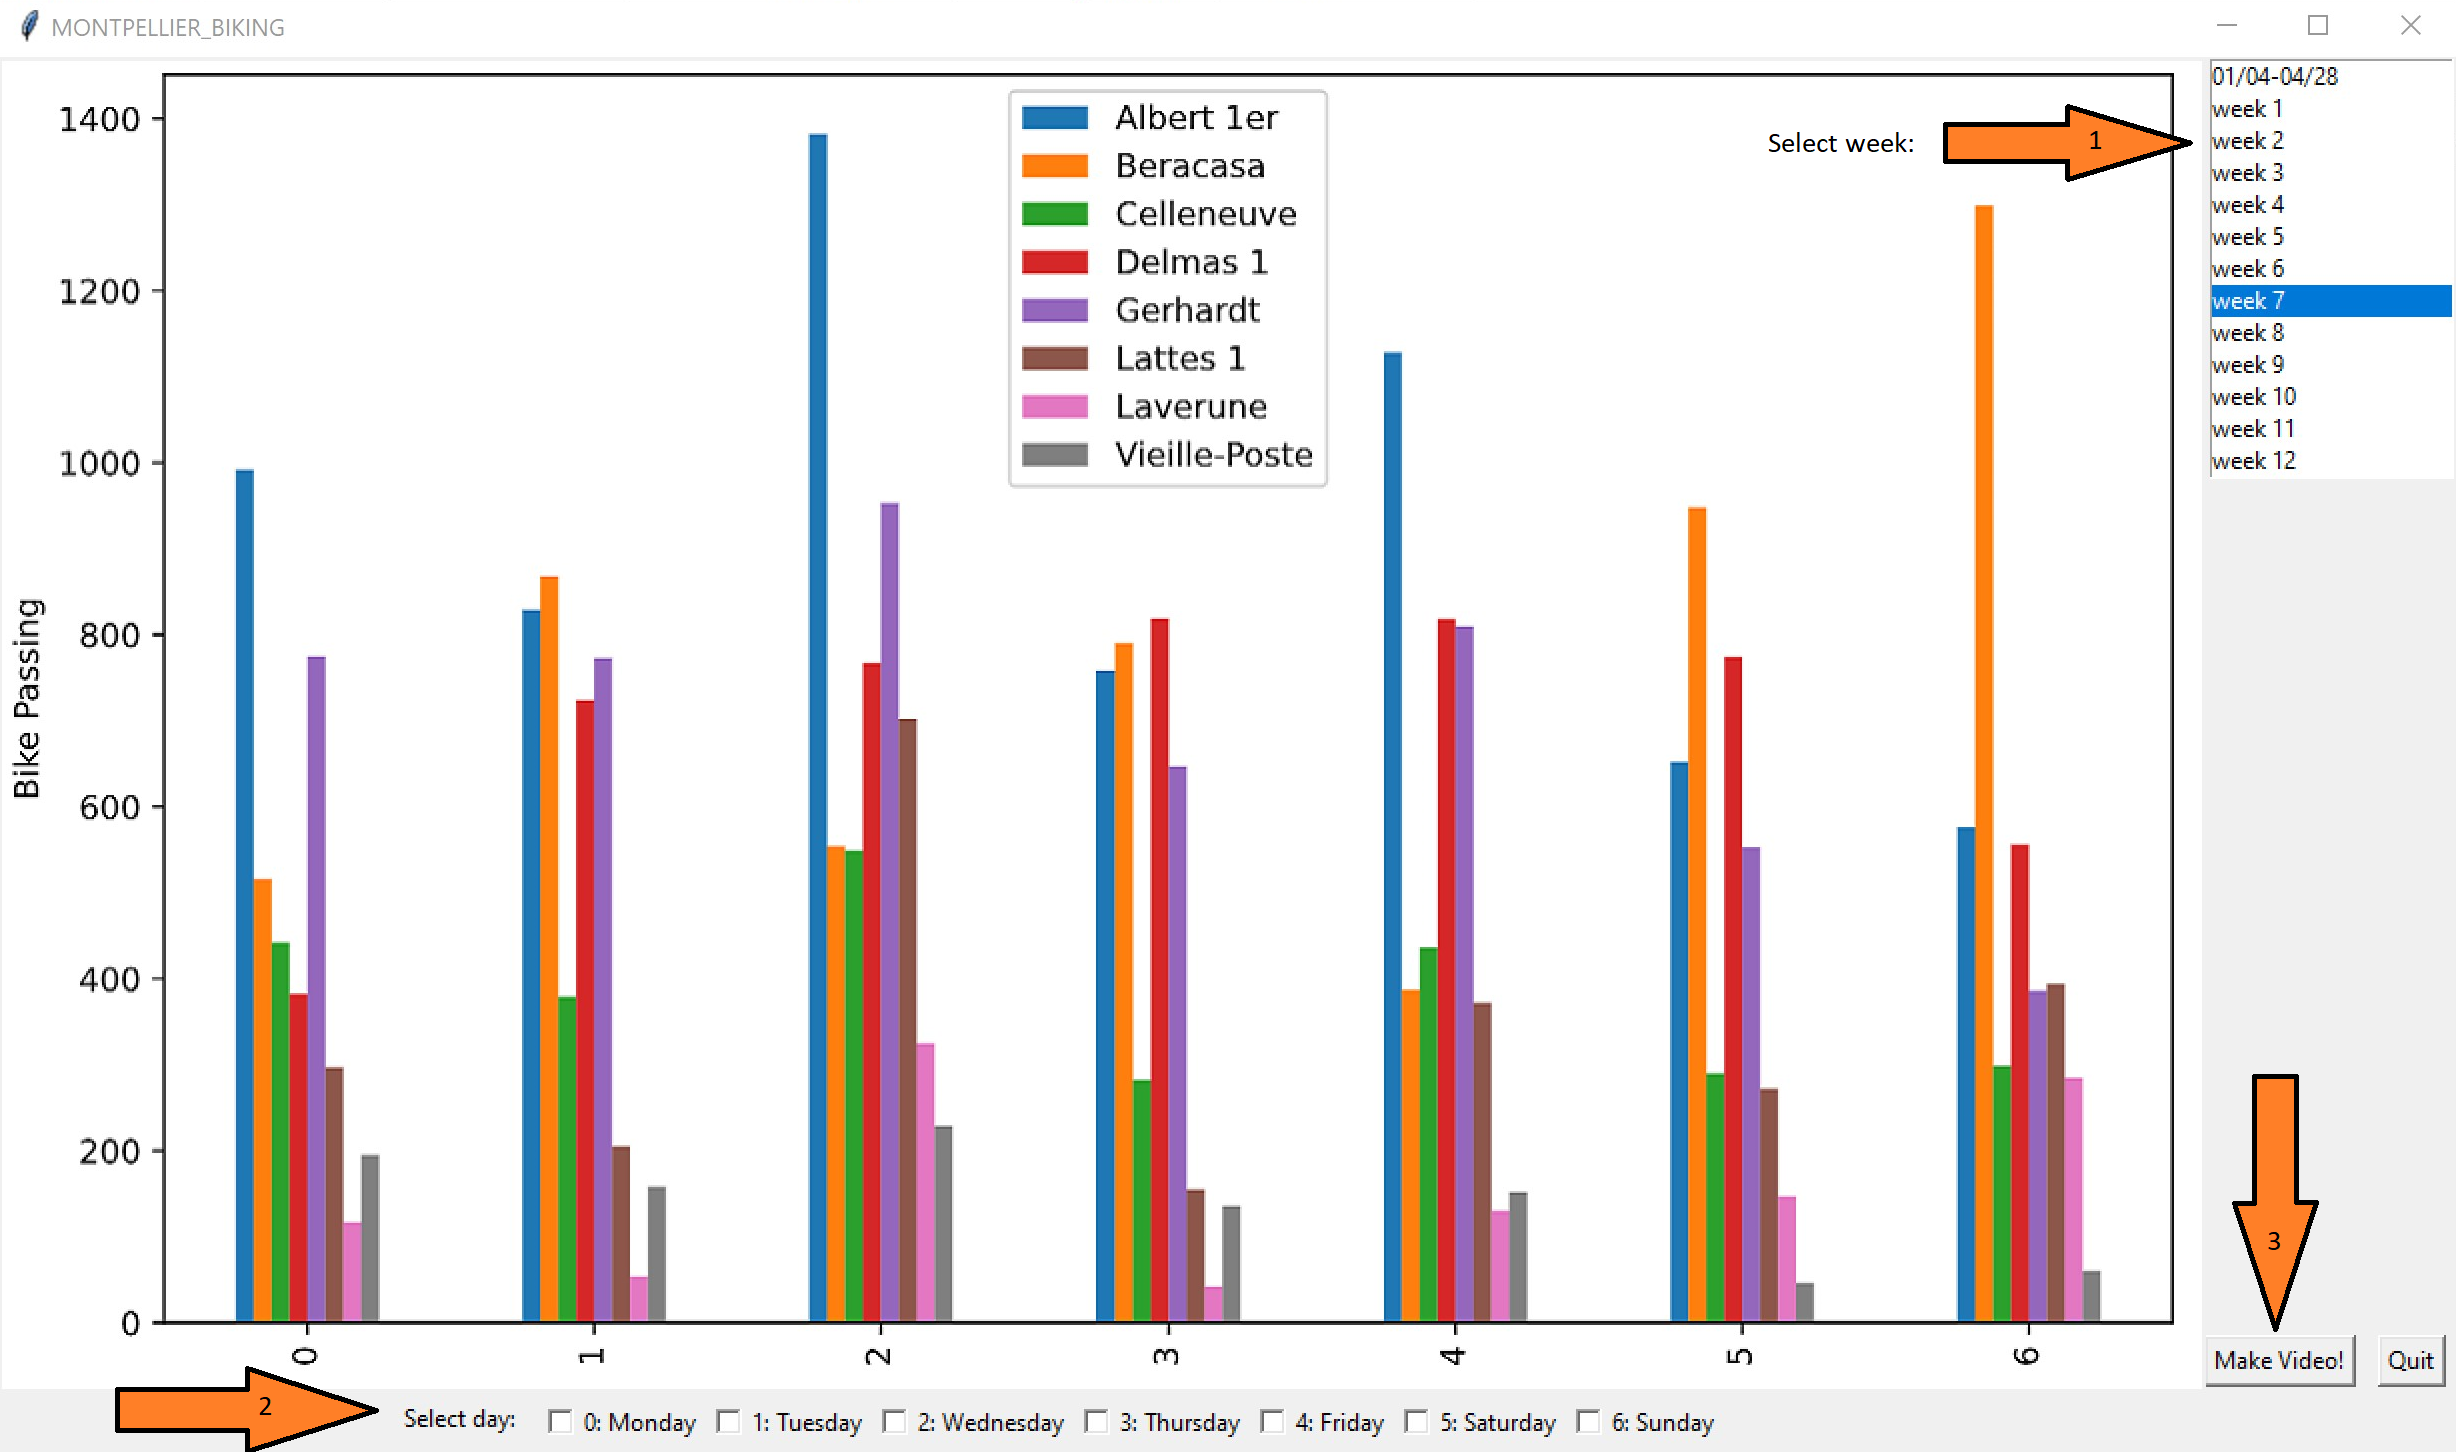 MONTPELLIER_BIKING
1400
1200
1000
800
600
400
200
0
Bike Passing
Albert 1er
Beracasa
Celleneuve
Delmas 1
Gerhardt
Lattes 1
Laverune
Vieille-Poste
Select week:
1
01/04-04/28
week 1
week 2
week 3
week 4
week 5
week 6
week 7
week 8
week 9
week 10
week 11
week 12
0 1 2 3 4 5 6
3
Make Video! Quit
2
Select day: 0: Monday 1: Tuesday 2: Wednesday 3: Thursday 4: Friday 5: Saturday 6: Sunday